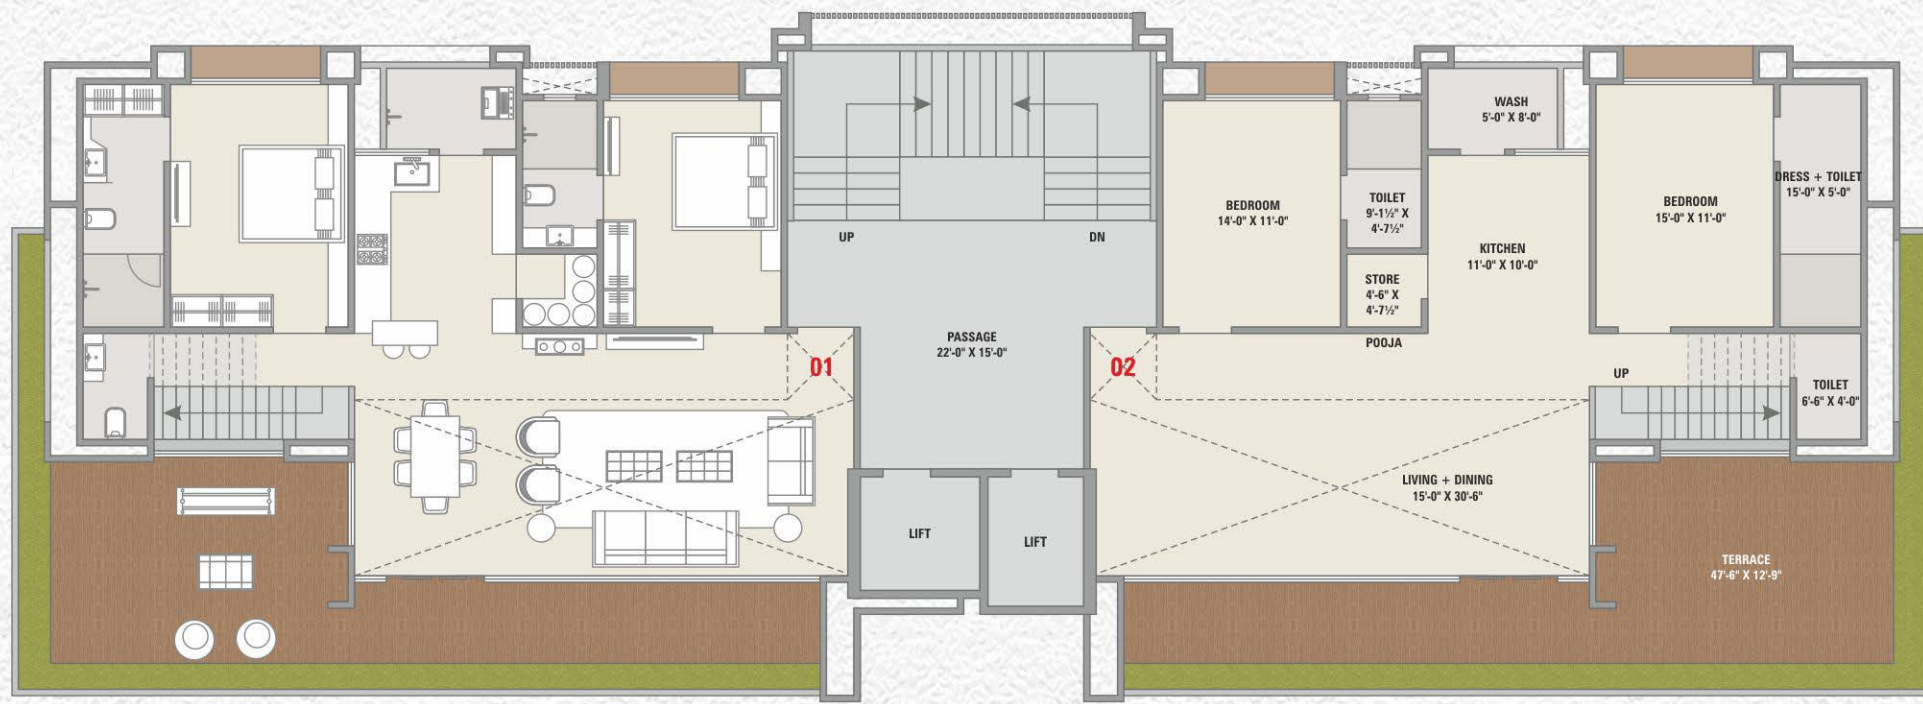 WASH
5'-0" X 8'-0"
DRESS + TOILET
15'-0" X 5'-0"
BEDROOM
14'-0" X 11'-0"
TOILET
9'-1½" X
4'-7½"
BEDROOM
15'-0" X 11'-0"
UP
DN
KITCHEN
11'-0" X 10'-0"
STORE
4'-6" X
4'-7½"
PASSAGE
22'-0" X 15'-0"
POOJA
01
02
UP
TOILET
6'-6" X 4'-0"
LIVING + DINING
15'-0" X 30'-6"
LIFT
LIFT
TERRACE
47'-6" X 12'-9"